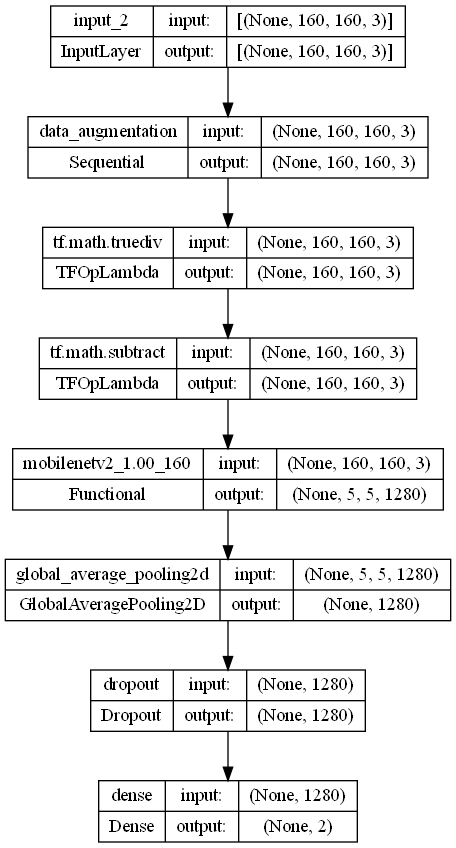 input_2 input: [(None, 160, 160, 3)]
InputLayer output: [(None, 160, 160, 3)]
data_augmentation input: (None, 160, 160, 3)
Sequential output: (None, 160, 160, 3)
tf.math.truediv input: (None, 160, 160, 3)
TFOpLambda output: (None, 160, 160, 3)
tf.math.subtract input: (None, 160, 160, 3)
TFOpLambda output: (None, 160, 160, 3)
mobilenetv2_1.00_160 input: (None, 160, 160, 3)
Functional output: (None, 5, 5, 1280)
global_average_pooling2d input: (None, 5, 5, 1280)
GlobalAveragePooling2D output: (None, 1280)
dropout input: (None, 1280)
Dropout output: (None, 1280)
dense input: (None, 1280)
Dense output: (None, 2)